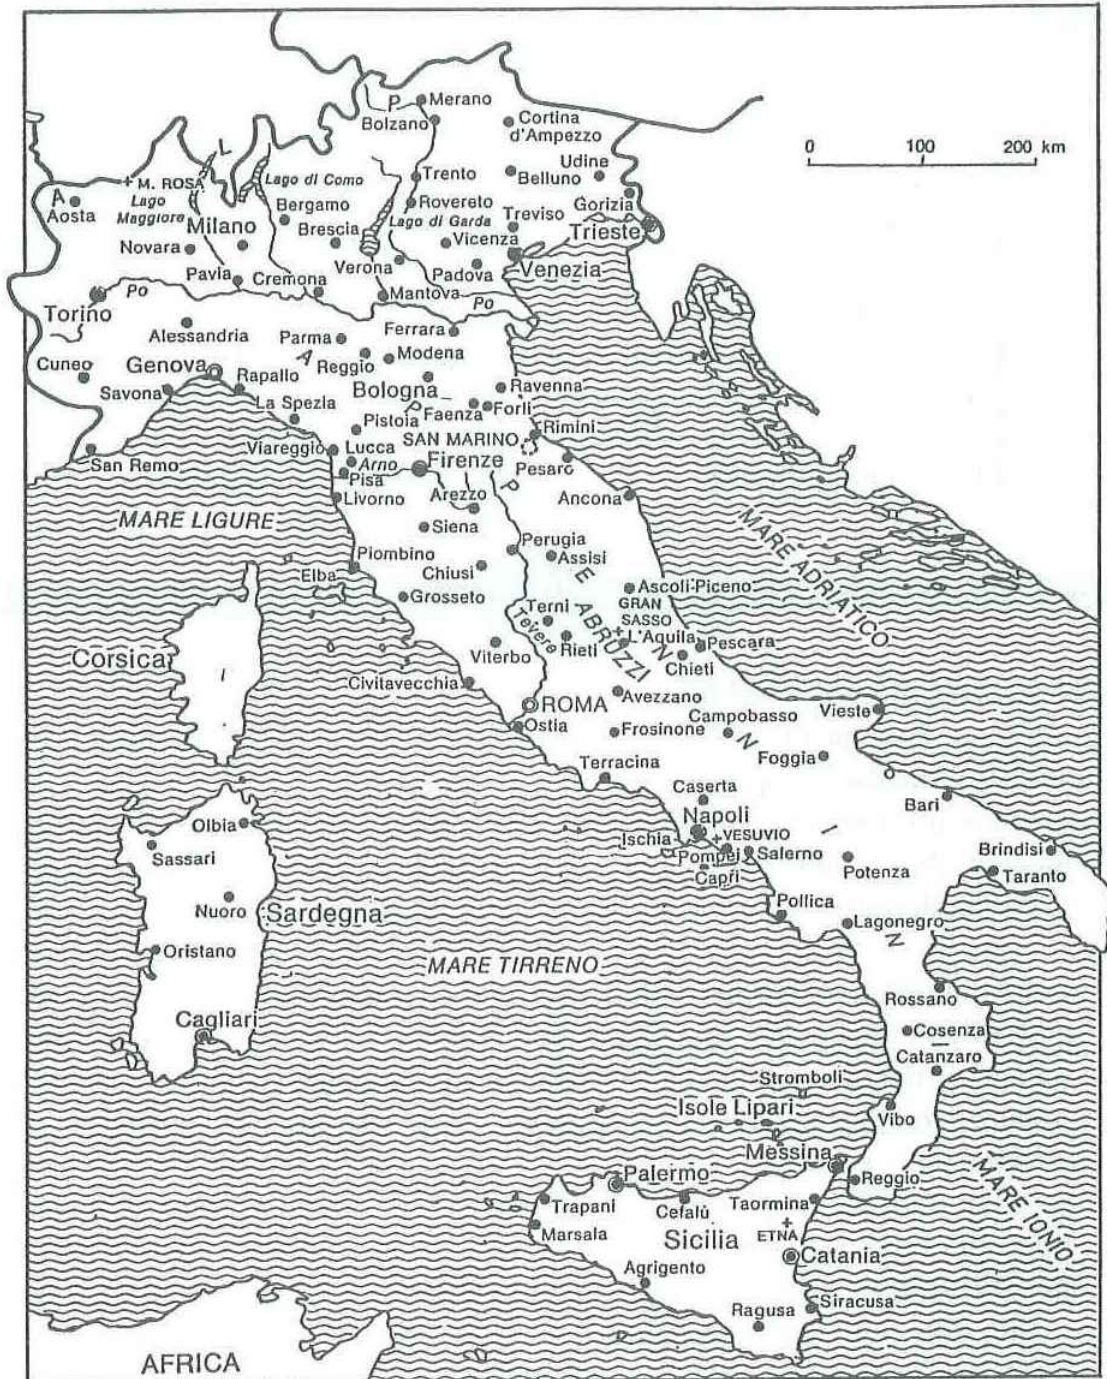 Merano
P
Bolzano
Cortina
d'Ampezzo
0 100 200 km
L
Udine
M. ROSA
Lago di Como
Trento
Belluno
A
Aosta
Lago
Maggiore
Bergamo
Rovereto
Gorizia
Milano
Brescia
Lago di Garda
Treviso
Trieste
Novara
Vicenza
Verona
Padova
Venezia
Pavia
Cremona
Po
Mantova
Po
Torino
Alessandria
Parma
Ferrara
A
Reggio
Modena
Cuneo
Genova
Rapallo
Bologna
Ravenna
Savona
La Spezia
P
Faenza
Forli
Pistoia
Rimini
Viareggio
Lucca
SAN MARINO
San Remo
Arno
Firenze
Pesaro
Pisa
P
Livorno
Arezzo
Ancona
MARE LIGURE
Siena
MARE ADRIATICO
Perugia
Piombino
Assisi
Elba
Chiusi
E
Grosseto
Ascoli-Piceno
Terni
GRAN
SASSO
Tevere
ABRUZZI
L'Aquila
Pescara
Rieti
N
Corsica
Viterbo
Chieti
Civitavecchia
Avezzano
ROMA
Campobasso
Vieste
Ostia
Frosinone
N
Foggia
Terracina
Caserta
Bari
Napoli
Olbia
Ischia
VESUVIO
I
Sassari
Pompei
Salerno
Brindisi
Capri
Potenza
Taranto
Nuoro
Sardegna
Pollica
Lagonegro
N
Oristano
MARE TIRRENO
Rossano
Cagliari
Cosenza
I
Catanzaro
Stromboli
Isole Lipari
Vibo
Messina
MARE IONIO
Palermo
Reggio
Trapani
Cefalù
Taormina
Marsala
Sicilia
ETNA
Catania
Agrigento
Siracusa
Ragusa
AFRICA